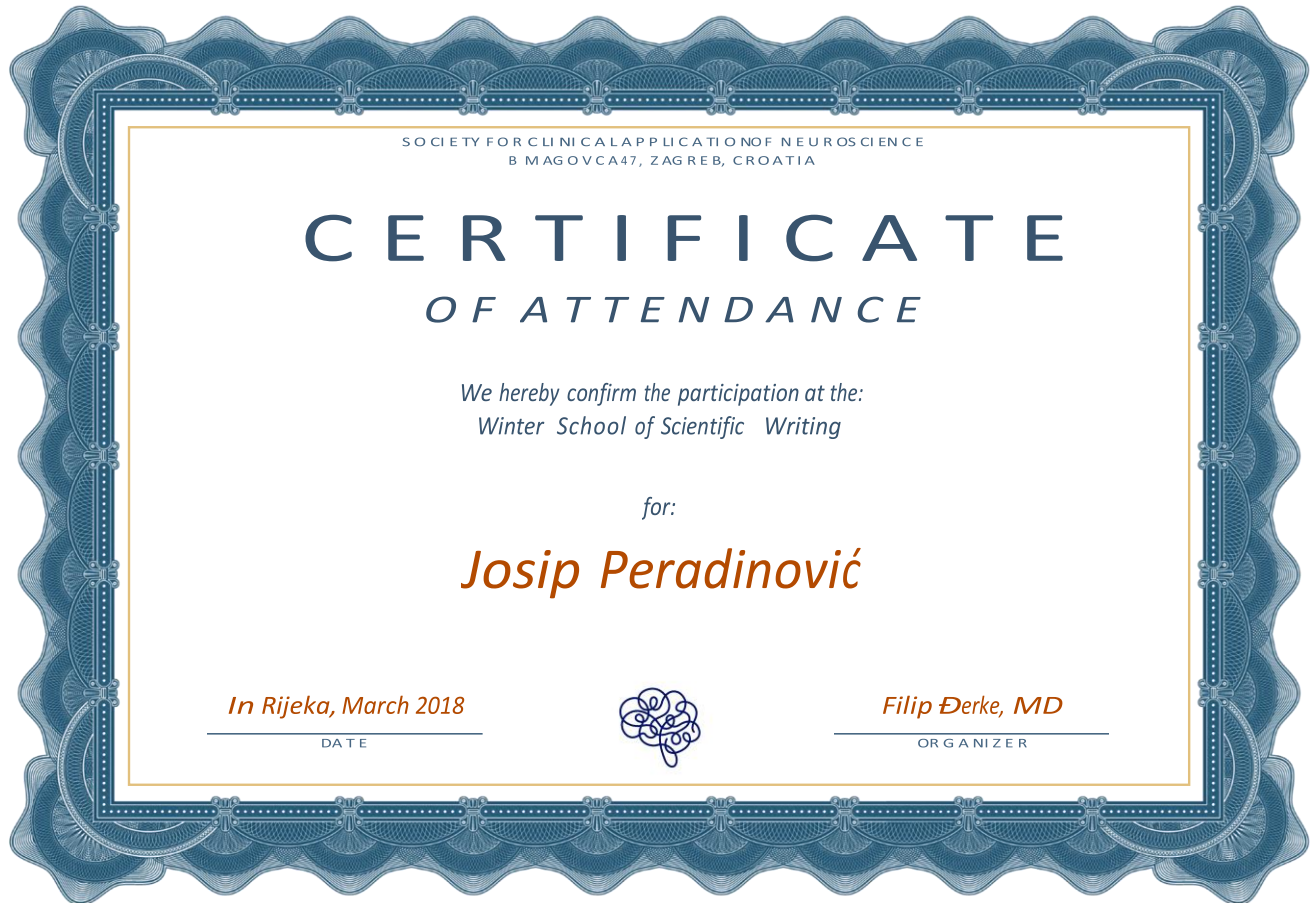 SOCIETY FOR CLINICAL APPLICATION OF NEUROSCIENCE
B MAGOVCA 47, ZAGREB, CROATIA
CERTIFICATE
OF ATTENDANCE
We hereby confirm the participation at the:
Winter School of Scientific Writing
for:
Josip Peradinović
In Rijeka, March 2018
DATE
Filip Đerke, MD
ORGANIZER